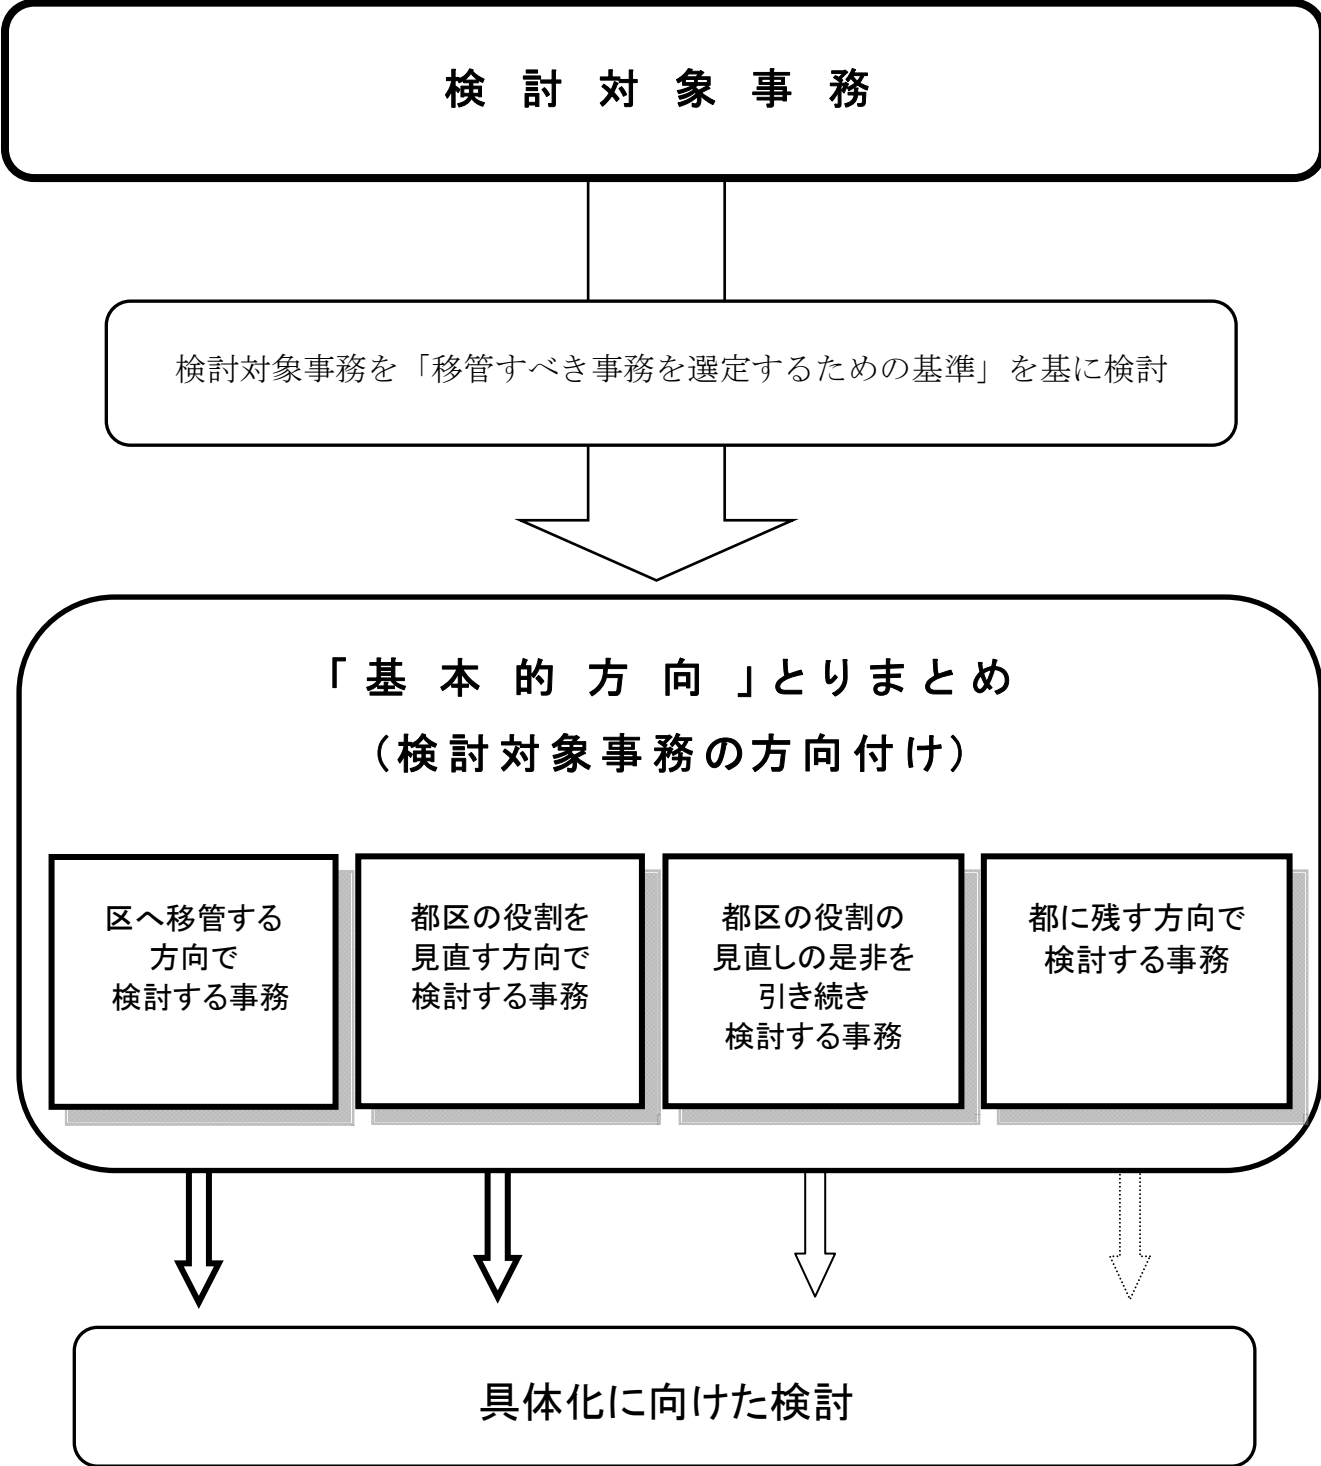 検討対象事務
検討対象事務を「移管すべき事務を選定するための基準」を基に検討
「基本的方向」とりまとめ
（検討対象事務の方向付け）
区へ移管する
方向で
検討する事務
都区の役割を
見直す方向で
検討する事務
都区の役割の
見直しの是非を
引き続き
検討する事務
都に残す方向で
検討する事務
具体化に向けた検討